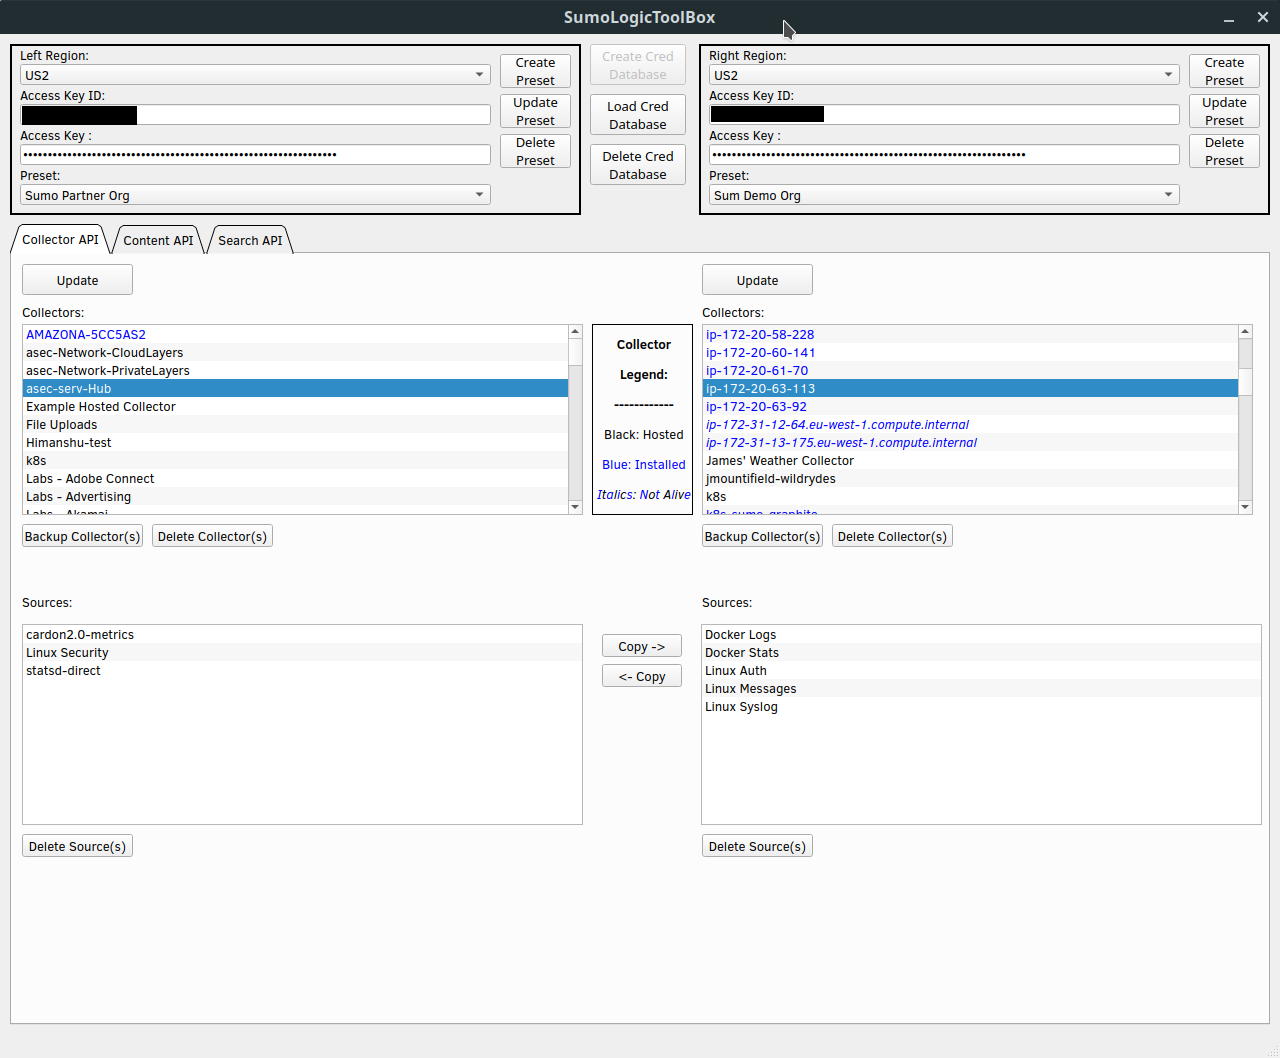 SumoLogicToolBox
Left Region:
US2
Create
Preset
Access Key ID:
Update
Preset
Access Key :
••••••••••••••••••••••••••••••••••••••••••••••••••••••••••••••••
Delete
Preset
Preset:
Sumo Partner Org
Create Cred
Database
Load Cred
Database
Delete Cred
Database
Right Region:
US2
Create
Preset
Access Key ID:
Update
Preset
Access Key :
••••••••••••••••••••••••••••••••••••••••••••••••••••••••••••••••
Delete
Preset
Preset:
Sum Demo Org
Collector API
Content API
Search API
Update
Collectors:
AMAZONA-5CC5AS2
asec-Network-CloudLayers
asec-Network-PrivateLayers
asec-serv-Hub
Example Hosted Collector
File Uploads
Himanshu-test
k8s
Labs - Adobe Connect
Labs - Advertising
Labs - Akamai
Backup Collector(s)
Delete Collector(s)
Collector
Legend:
------------
Black: Hosted
Blue: Installed
Italics: Not Alive
Update
Collectors:
ip-172-20-58-228
ip-172-20-60-141
ip-172-20-61-70
ip-172-20-63-113
ip-172-20-63-92
ip-172-31-12-64.eu-west-1.compute.internal
ip-172-31-13-175.eu-west-1.compute.internal
James' Weather Collector
jmountifield-wildrydes
k8s
k8s-sumo-graphite
Backup Collector(s)
Delete Collector(s)
Sources:
cardon2.0-metrics
Linux Security
statsd-direct
Delete Source(s)
Copy ->
<- Copy
Sources:
Docker Logs
Docker Stats
Linux Auth
Linux Messages
Linux Syslog
Delete Source(s)